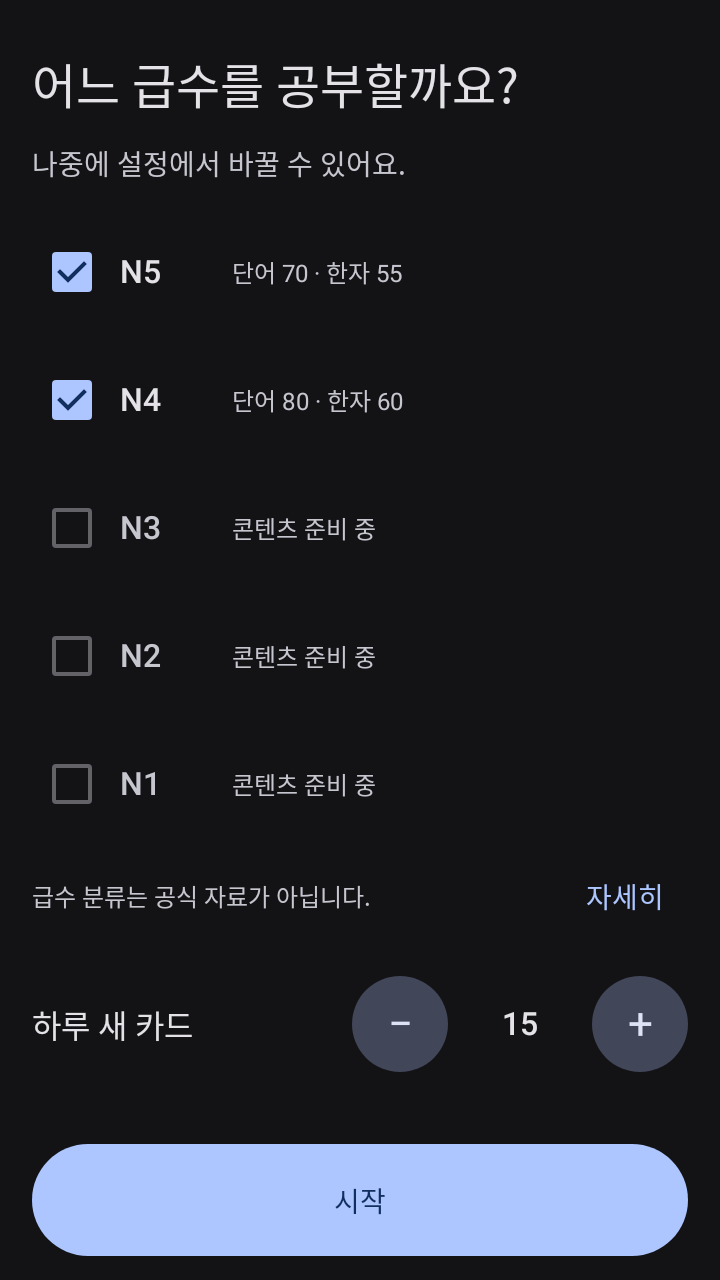 어느 급수를 공부할까요?
나중에 설정에서 바꿀 수 있어요.
N5 단어 70 · 한자 55
N4 단어 80 · 한자 60
N3 콘텐츠 준비 중
N2 콘텐츠 준비 중
N1 콘텐츠 준비 중
급수 분류는 공식 자료가 아닙니다. 자세히
하루 새 카드 − 15 +
시작